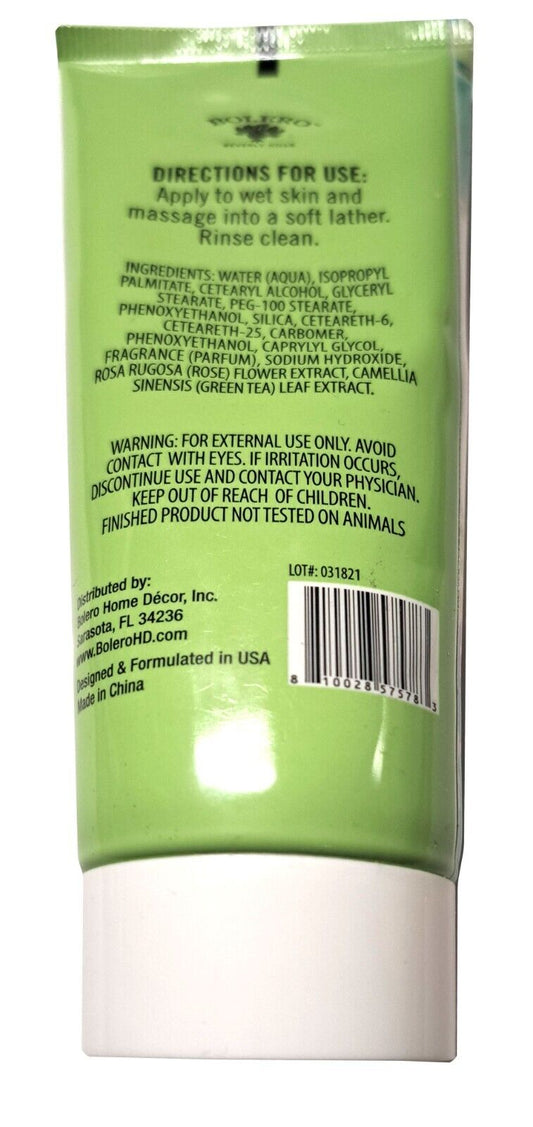 BOLERO
BEVERLY HILLS
DIRECTIONS FOR USE:
Apply to wet skin and
massage into a soft lather.
Rinse clean.
INGREDIENTS: WATER (AQUA), ISOPROPYL
PALMITATE, CETEARYL ALCOHOL, GLYCERYL
STEARATE, PEG-100 STEARATE,
PHENOXYETHANOL, SILICA, CETEARETH-6,
CETEARETH-25, CARBOMER,
PHENOXYETHANOL, CAPRYLYL GLYCOL,
FRAGRANCE (PARFUM), SODIUM HYDROXIDE,
ROSA RUGOSA (ROSE) FLOWER EXTRACT, CAMELLIA
SINENSIS (GREEN TEA) LEAF EXTRACT.
WARNING: FOR EXTERNAL USE ONLY. AVOID
CONTACT WITH EYES. IF IRRITATION OCCURS,
DISCONTINUE USE AND CONTACT YOUR PHYSICIAN.
KEEP OUT OF REACH OF CHILDREN.
FINISHED PRODUCT NOT TESTED ON ANIMALS
Distributed by:
Bolero Home Décor, Inc.
Sarasota, FL 34236
www.BoleroHD.com
Designed & Formulated in USA
Made in China
LOT#: 031821
8 10028 57578 3